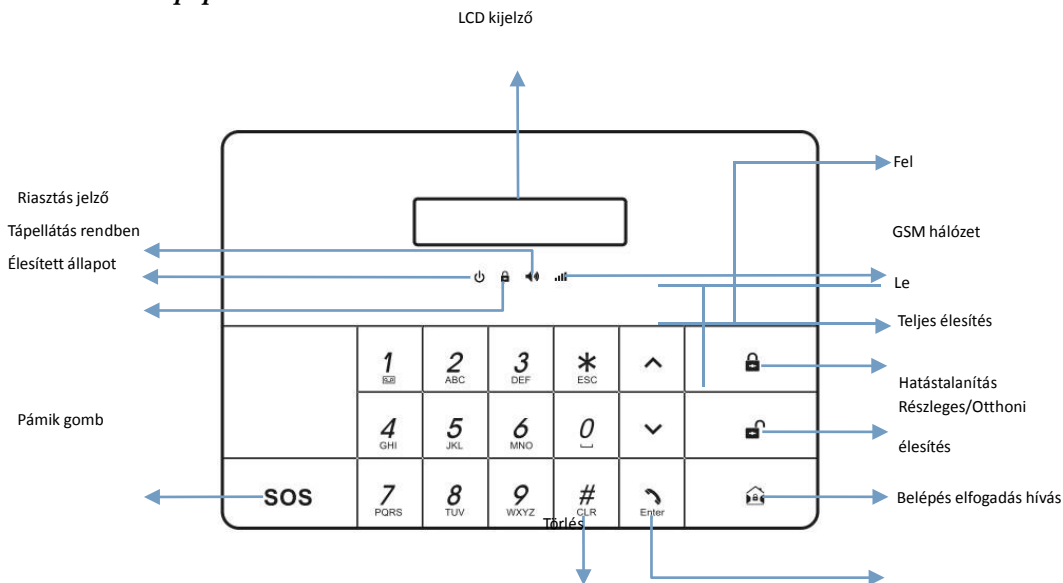 LCD kijelző
Fel
Riasztás jelző
Tápellátás rendben
GSM hálózet
Élesített állapot
Le
Teljes élesítés
1 2 3 * 
ABC DEF ESC
Hatástalanítás
Részleges/Otthoni
Pámik gomb
4 5 6 0
GHI JKL MNO
élesítés
SOS 7 8 9 #
PQRS TUV WXYZ CLR Enter
Belépés elfogadás hívás
Törlés